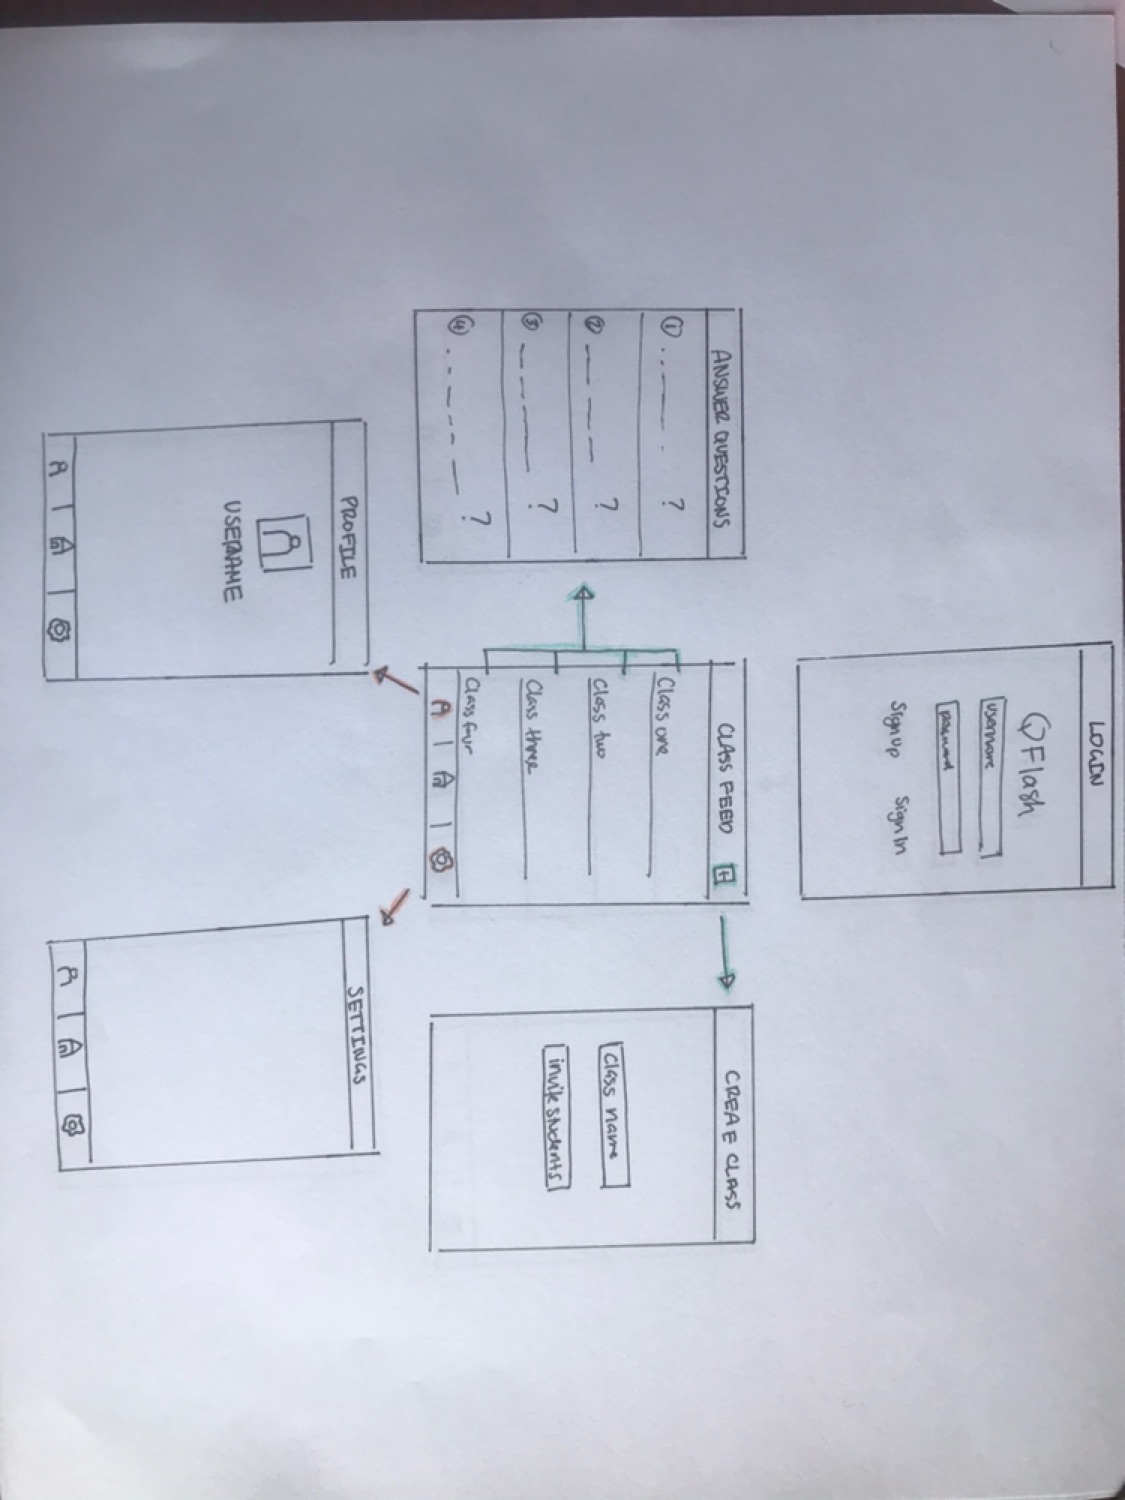 LOGIN
QFlash
username
password
Sign up Sign In
ANSWER QUESTIONS
① ?
② ?
③ ?
④ ?
CLASS FEED +
Class one
Class two
Class three
Class four
CREAE CLASS
class name
invite students
PROFILE
USERNAME
SETTINGS